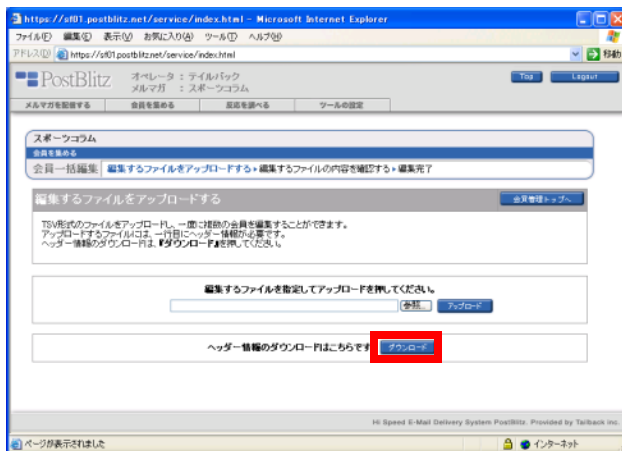 https://sf01.postblitz.net/service/index.html - Microsoft Internet Explorer
ファイル(F) 編集(E) 表示(V) お気に入り(A) ツール(T) ヘルプ(H)
アドレス(D) https://sf01.postblitz.net/service/index.html 移動
PostBlitz オペレータ : テイルバック Top Logout
メルマガ : スポーツコラム
メルマガを配信する 会員を集める 反応を調べる ツールの設定
スポーツコラム
会員を集める
会員一括編集 編集するファイルをアップロードする 編集するファイルの内容を確認する 編集完了
編集するファイルをアップロードする 会員管理トップへ
TSV形式のファイルをアップロードし、一度に複数の会員を編集することができます。
アップロードするファイルには、一行目にヘッダー情報が必要です。
ヘッダー情報のダウンロードは、『ダウンロード』を押してください。
編集するファイルを指定してアップロードを押してください。
参照... アップロード
ヘッダー情報のダウンロードはこちらです ダウンロード
Hi Speed E-Mail Delivery System PostBlitz. Provided by Tailback inc.
ページが表示されました インターネット